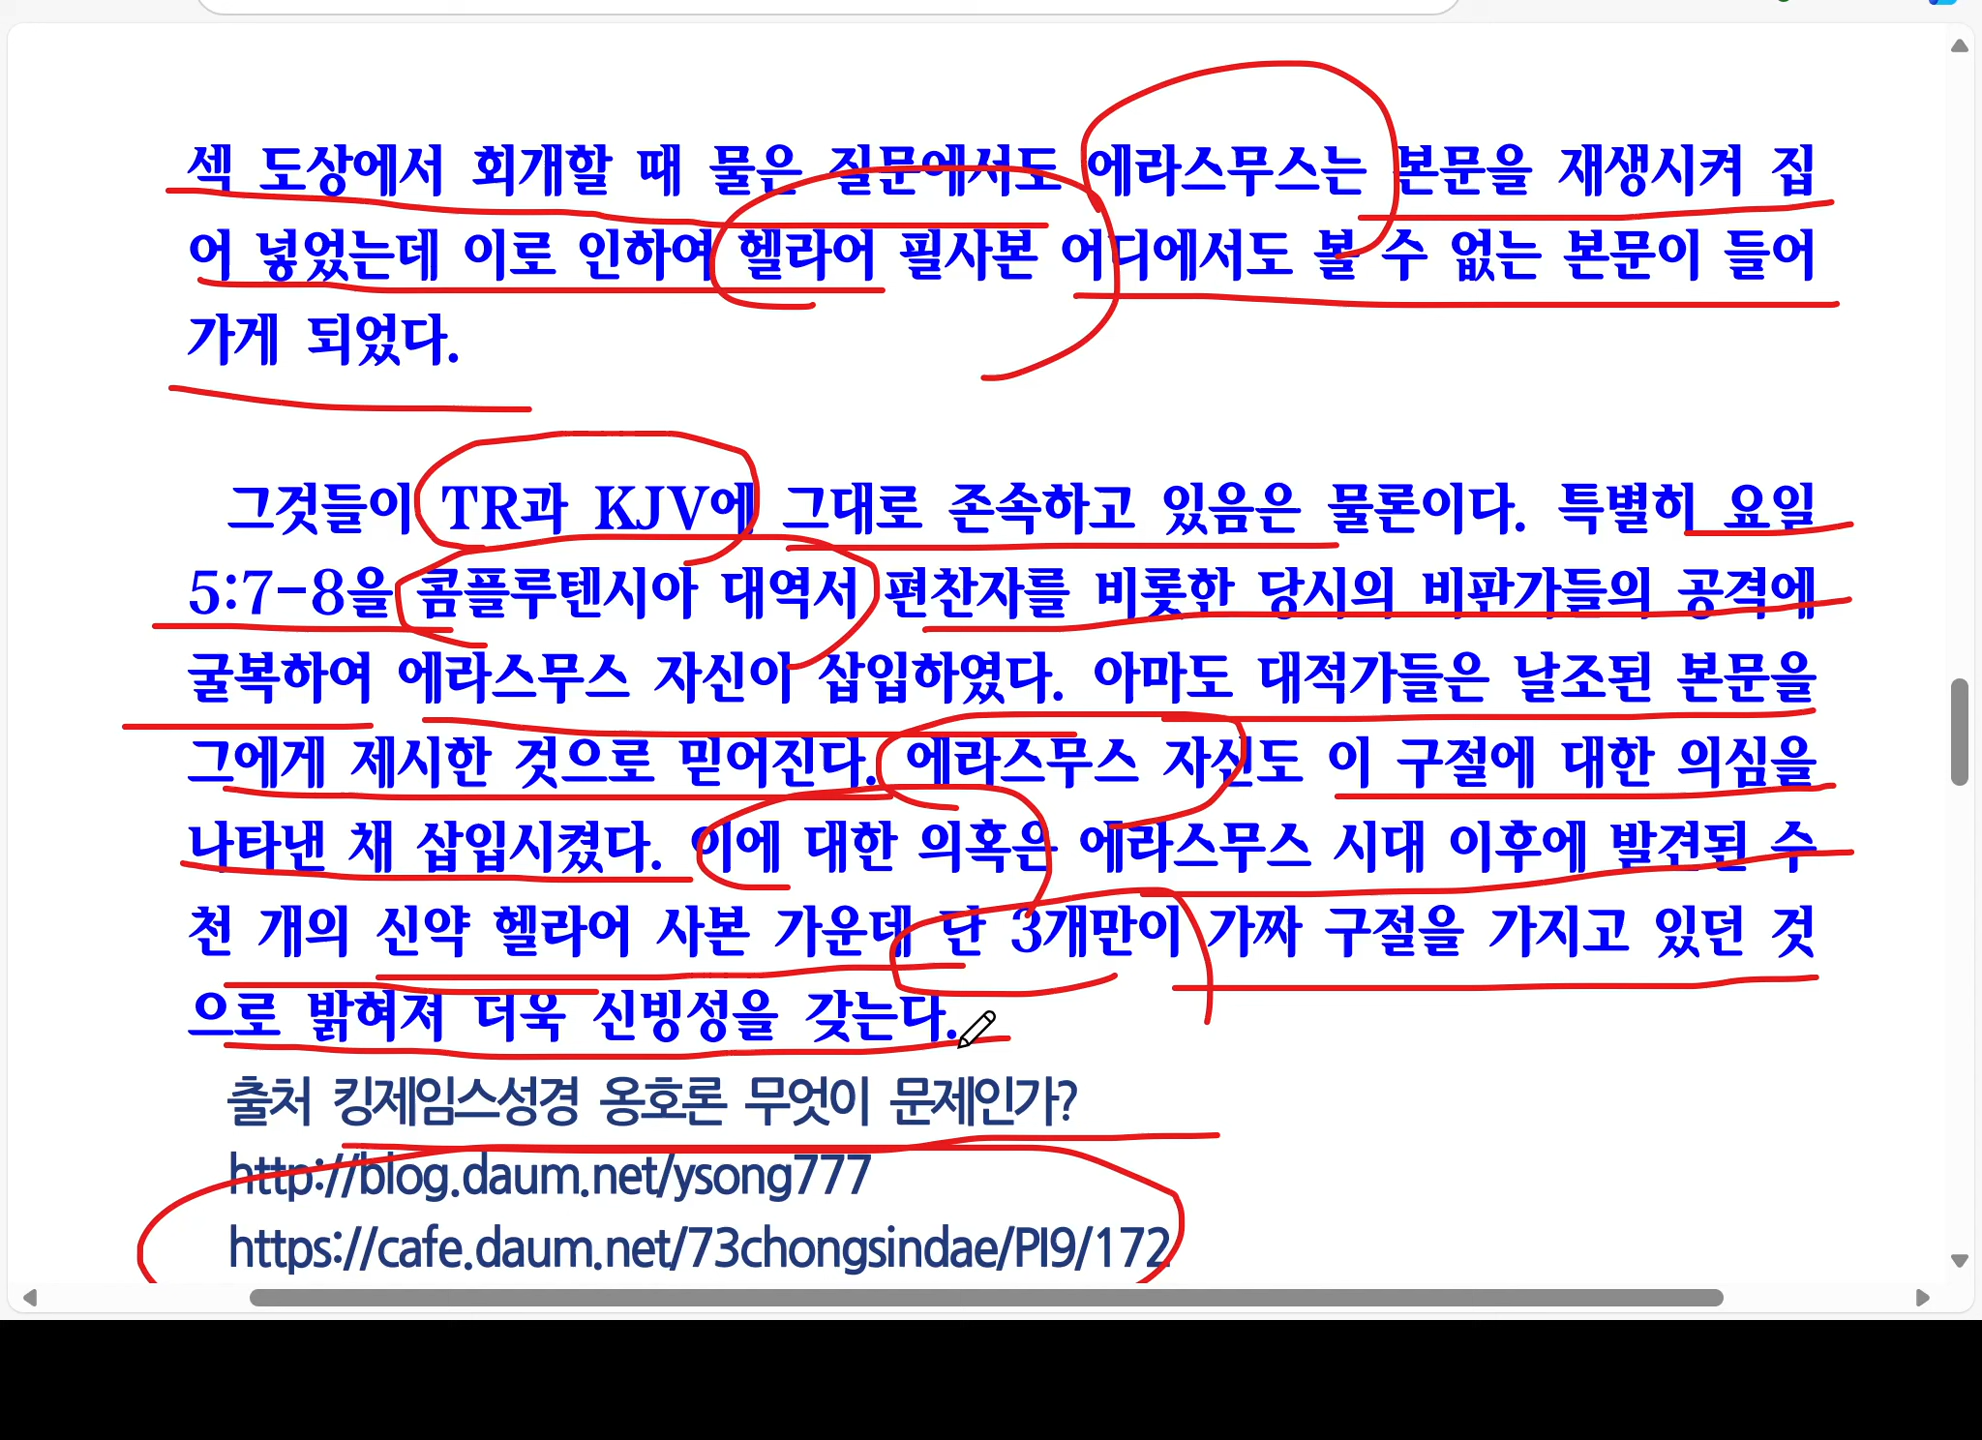 섹 도상에서 회개할 때 물은 질문에서도 에라스무스는 본문을 재생시켜 집
어 넣었는데 이로 인하여 헬라어 필사본 어디에서도 볼 수 없는 본문이 들어
가게 되었다.
그것들이 TR과 KJV에 그대로 존속하고 있음은 물론이다. 특별히 요일
5:7-8을 콤플루텐시아 대역서 편찬자를 비롯한 당시의 비판가들의 공격에
굴복하여 에라스무스 자신이 삽입하였다. 아마도 대적가들은 날조된 본문을
그에게 제시한 것으로 믿어진다. 에라스무스 자신도 이 구절에 대한 의심을
나타낸 채 삽입시켰다. 이에 대한 의혹은 에라스무스 시대 이후에 발견된 수
천 개의 신약 헬라어 사본 가운데 단 3개만이 가짜 구절을 가지고 있던 것
으로 밝혀져 더욱 신빙성을 갖는다.
출처 킹제임스성경 옹호론 무엇이 문제인가?
http://blog.daum.net/ysong777
https://cafe.daum.net/73chongsindae/PI9/172